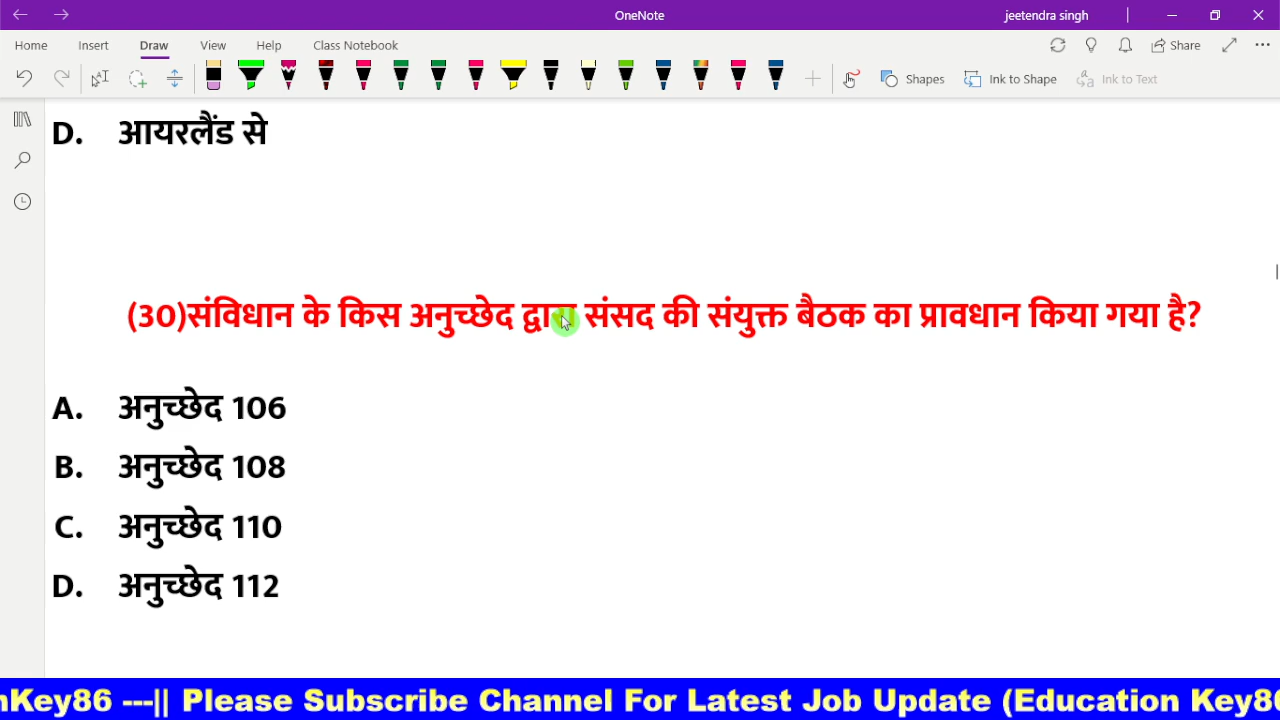 OneNote
jeetendra singh
Home Insert Draw View Help Class Notebook
Share
Shapes Ink to Shape Ink to Text
D. आयरलैंड से
(30)संविधान के किस अनुच्छेद द्वारा संसद की संयुक्त बैठक का प्रावधान किया गया है?
A. अनुच्छेद 106
B. अनुच्छेद 108
C. अनुच्छेद 110
D. अनुच्छेद 112
nKey86 ---|| Please Subscribe Channel For Latest Job Update (Education Key86